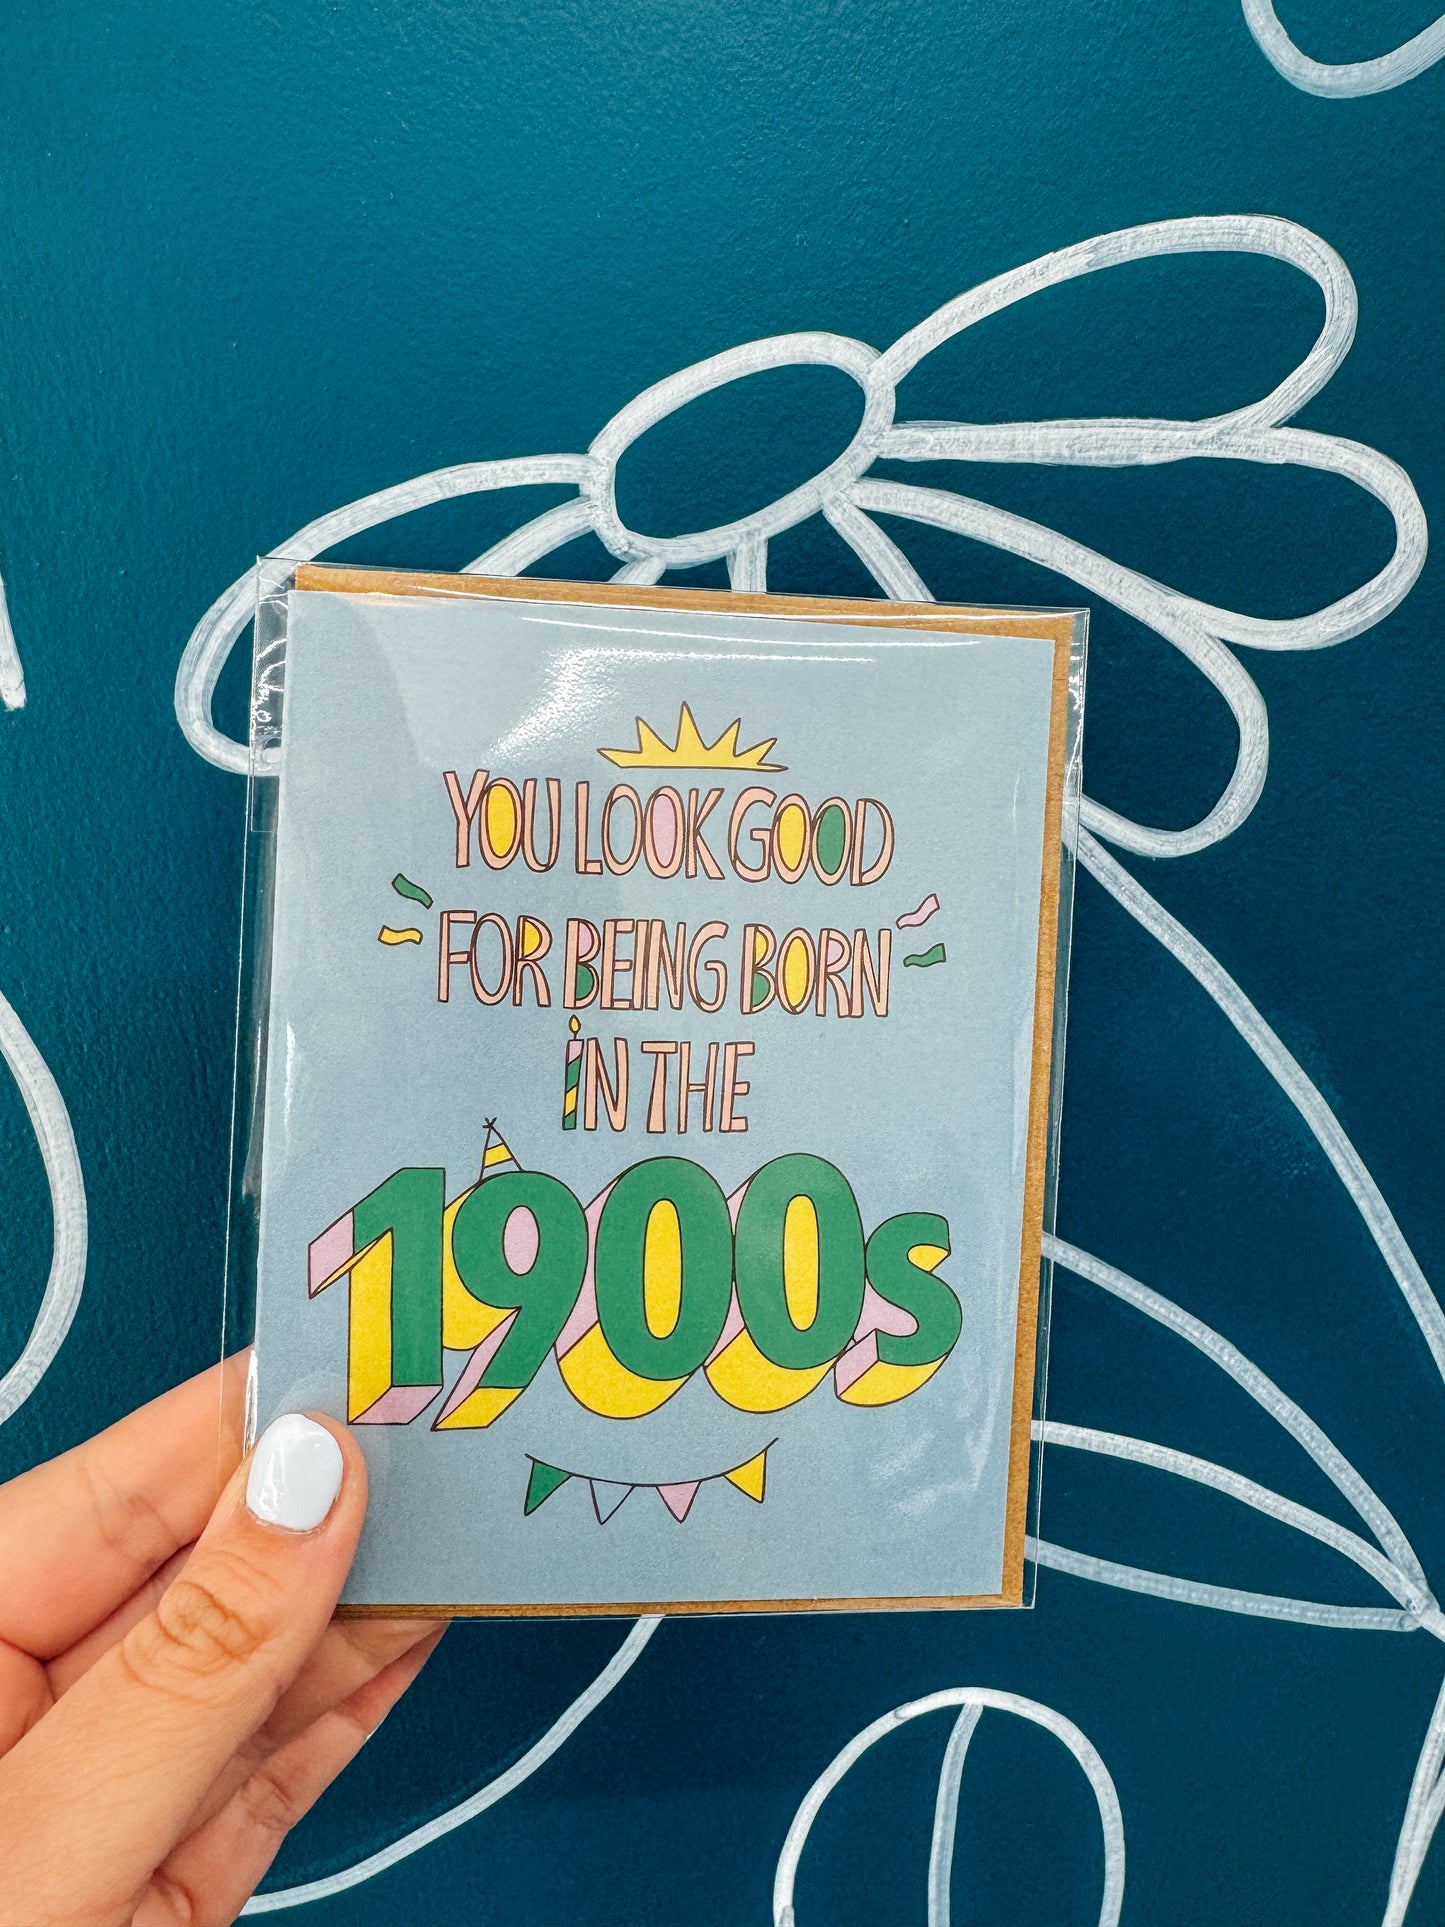 YOU LOOK GOOD
FOR BEING BORN
iN THE
1900s